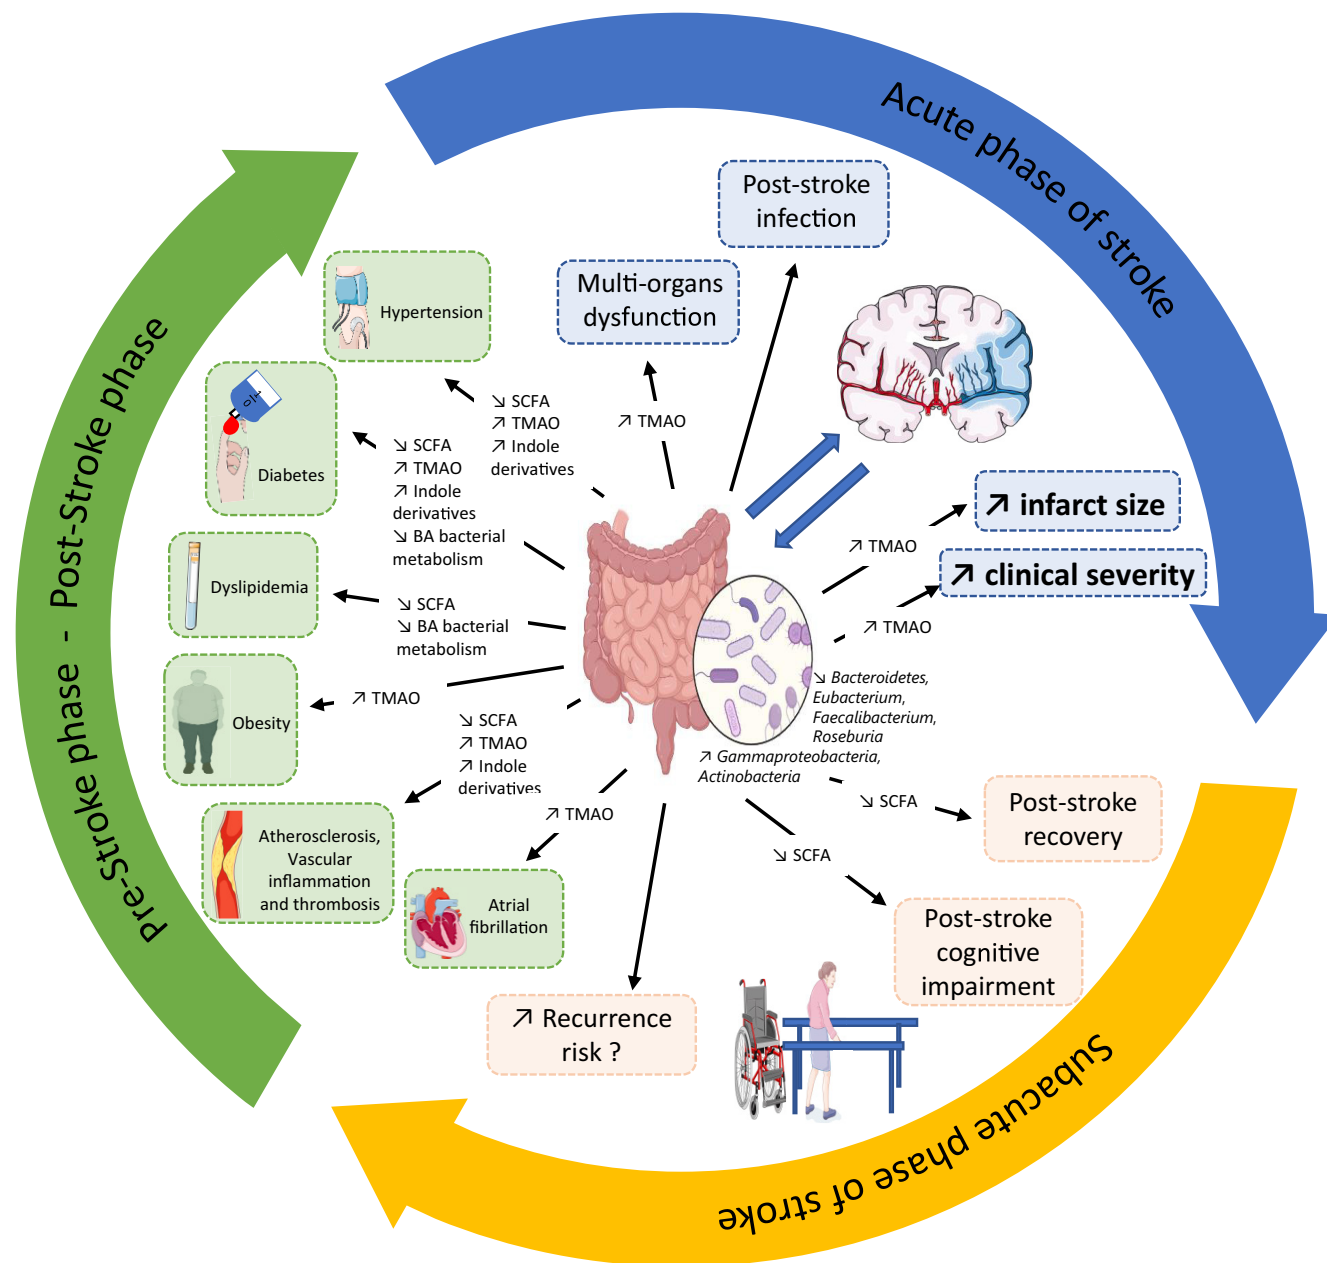 Acute phase of stroke
Post-Stroke phase
Pre-Stroke phase -
Subacute phase of stroke
Post-stroke
infection
Multi-organs
dysfunction
↗ TMAO
Hypertension
↘ SCFA
↗ TMAO
↗ Indole
derivatives
Diabetes
↘ SCFA
↗ TMAO
↗ Indole
derivatives
↘ BA bacterial
metabolism
Dyslipidemia
↘ SCFA
↘ BA bacterial
metabolism
Obesity
↗ TMAO
Atherosclerosis,
Vascular
inflammation
and thrombosis
↘ SCFA
↗ TMAO
↗ Indole
derivatives
Atrial
fibrillation
↗ TMAO
↗ infarct size
↗ TMAO
↗ clinical severity
↗ TMAO
↘ Bacteroidetes,
Eubacterium,
Faecalibacterium,
Roseburia
↗ Gammaproteobacteria,
Actinobacteria
↘ SCFA
Post-stroke
recovery
↘ SCFA
Post-stroke
cognitive
impairment
↗ Recurrence
risk ?